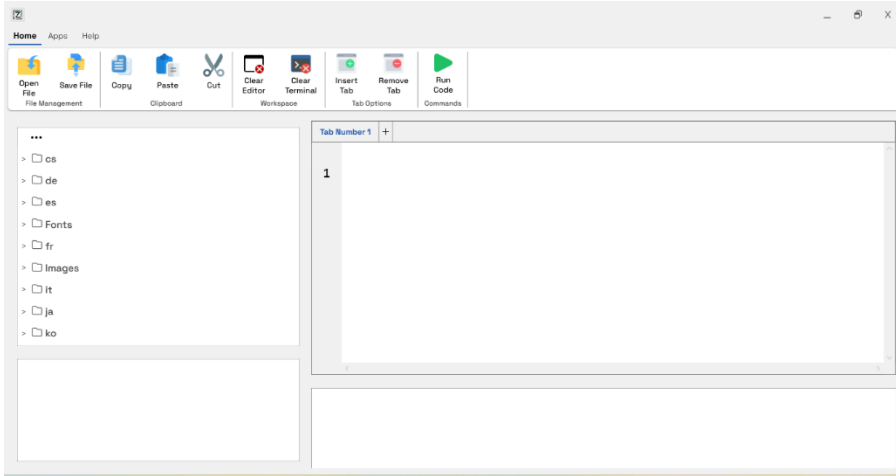 Z
Home Apps Help
Open File Save File Copy Paste Cut Clear Editor Clear Terminal Insert Tab Remove Tab Run Code
File Management Clipboard Workspace Tab Options Commands
... Tab Number 1 +
1
> cs
> de
> es
> Fonts
> fr
> Images
> it
> ja
> ko